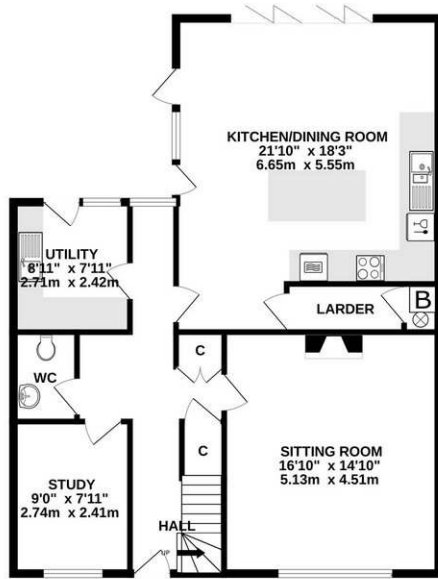 KITCHEN/DINING ROOM
21'10" x 18'3"
6.65m x 5.55m
UTILITY
8'11" x 7'11"
2.71m x 2.42m
LARDER
B
WC
C
C
SITTING ROOM
16'10" x 14'10"
5.13m x 4.51m
STUDY
9'0" x 7'11"
2.74m x 2.41m
HALL
UP